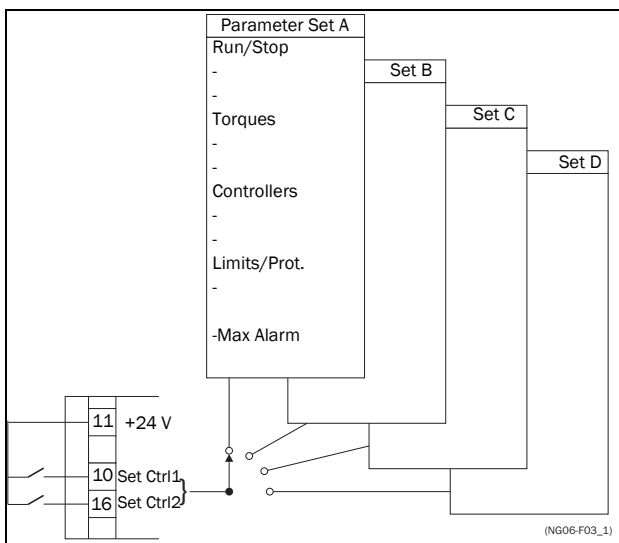 Parameter Set A
Run/Stop
-
-
Torques
-
-
Controllers
-
-
Limits/Prot.
-
-Max Alarm
Set B
Set C
Set D
11 +24 V
10 Set Ctrl1
16 Set Ctrl2
}
(NG06-F03_1)